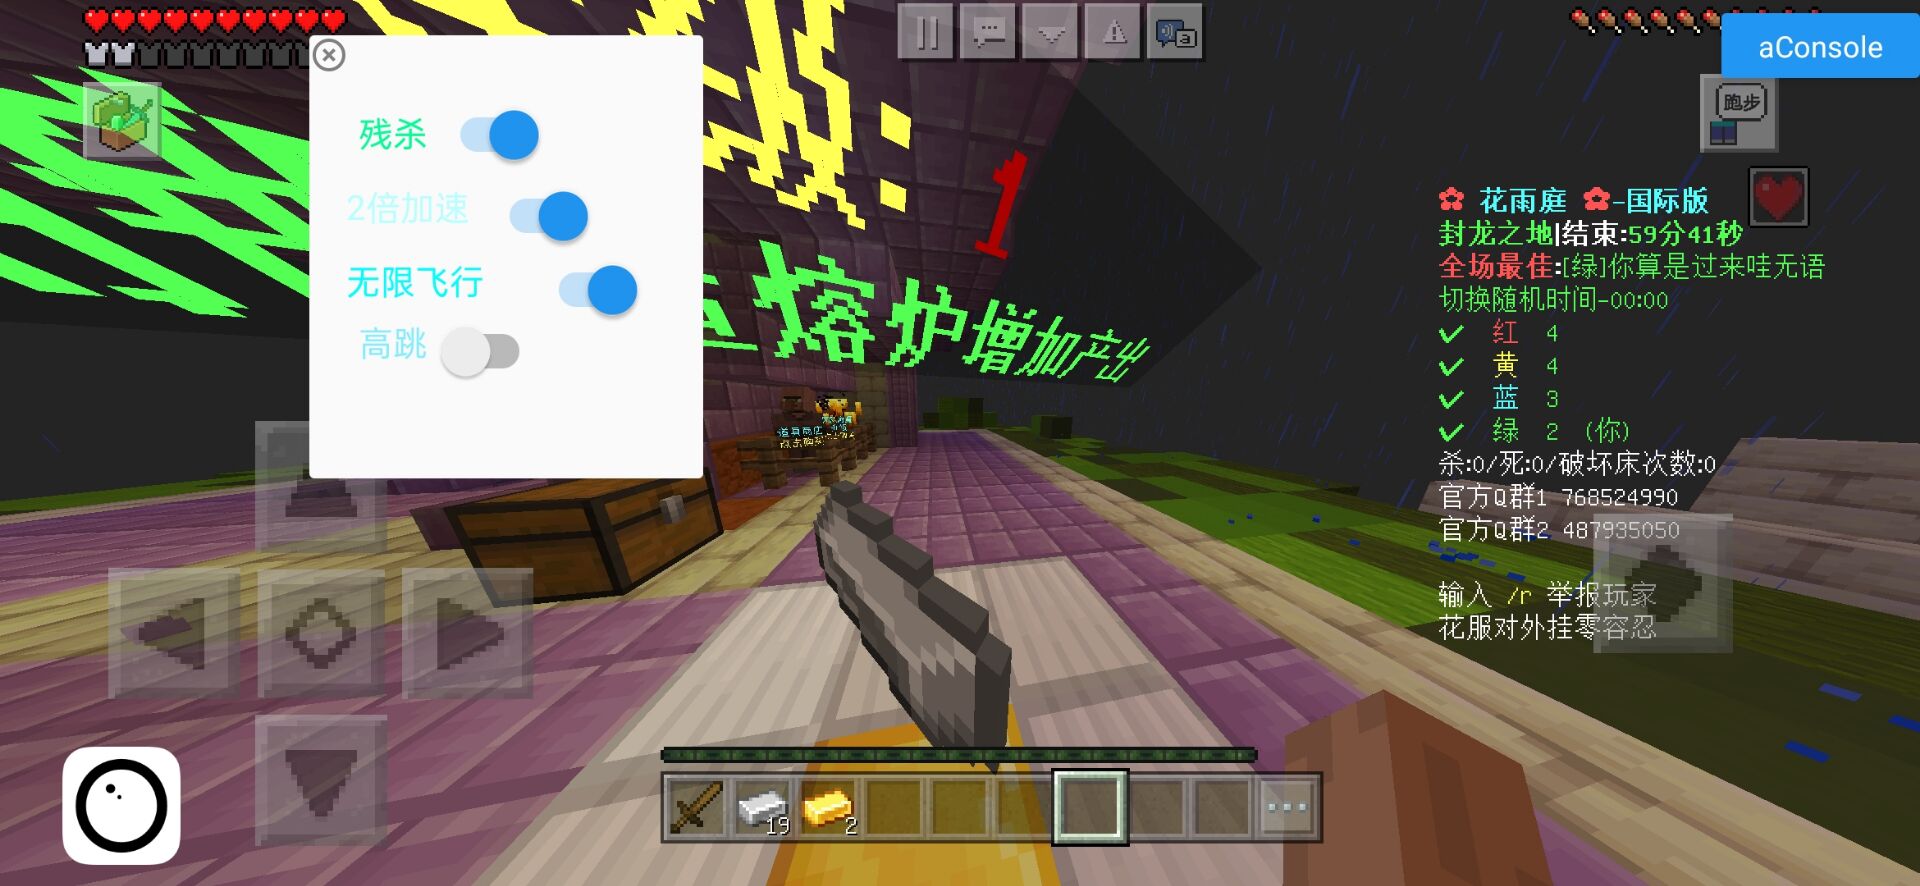 aConsole
跑步
残杀
2倍加速
无限飞行
高跳
1
熔炉增加产出
花雨庭 -国际版
封龙之地|结束:59分41秒
全场最佳:[绿]你算是过来哇无语
切换随机时间-00:00
✓ 红 4
✓ 黄 4
✓ 蓝 3
✓ 绿 2 (你)
杀:0/死:0/破坏床次数:0
官方Q群1 768524990
官方Q群2 487935050
输入 /r 举报玩家
花服对外挂零容忍
道具商店
19
2